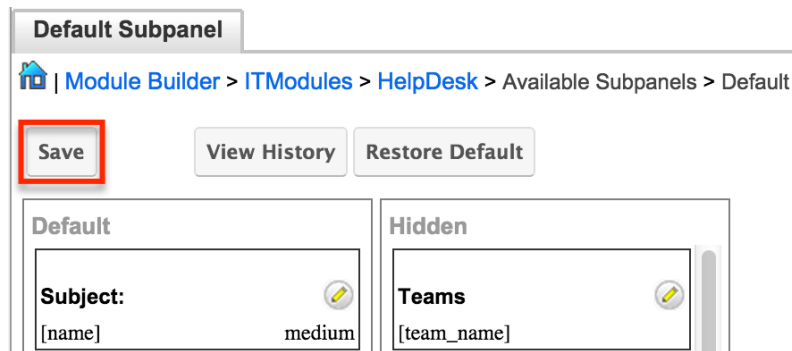 Default Subpanel
| Module Builder > ITModules > HelpDesk > Available Subpanels > Default
Save View History Restore Default
Default Hidden
Subject: Teams
[name] medium [team_name]